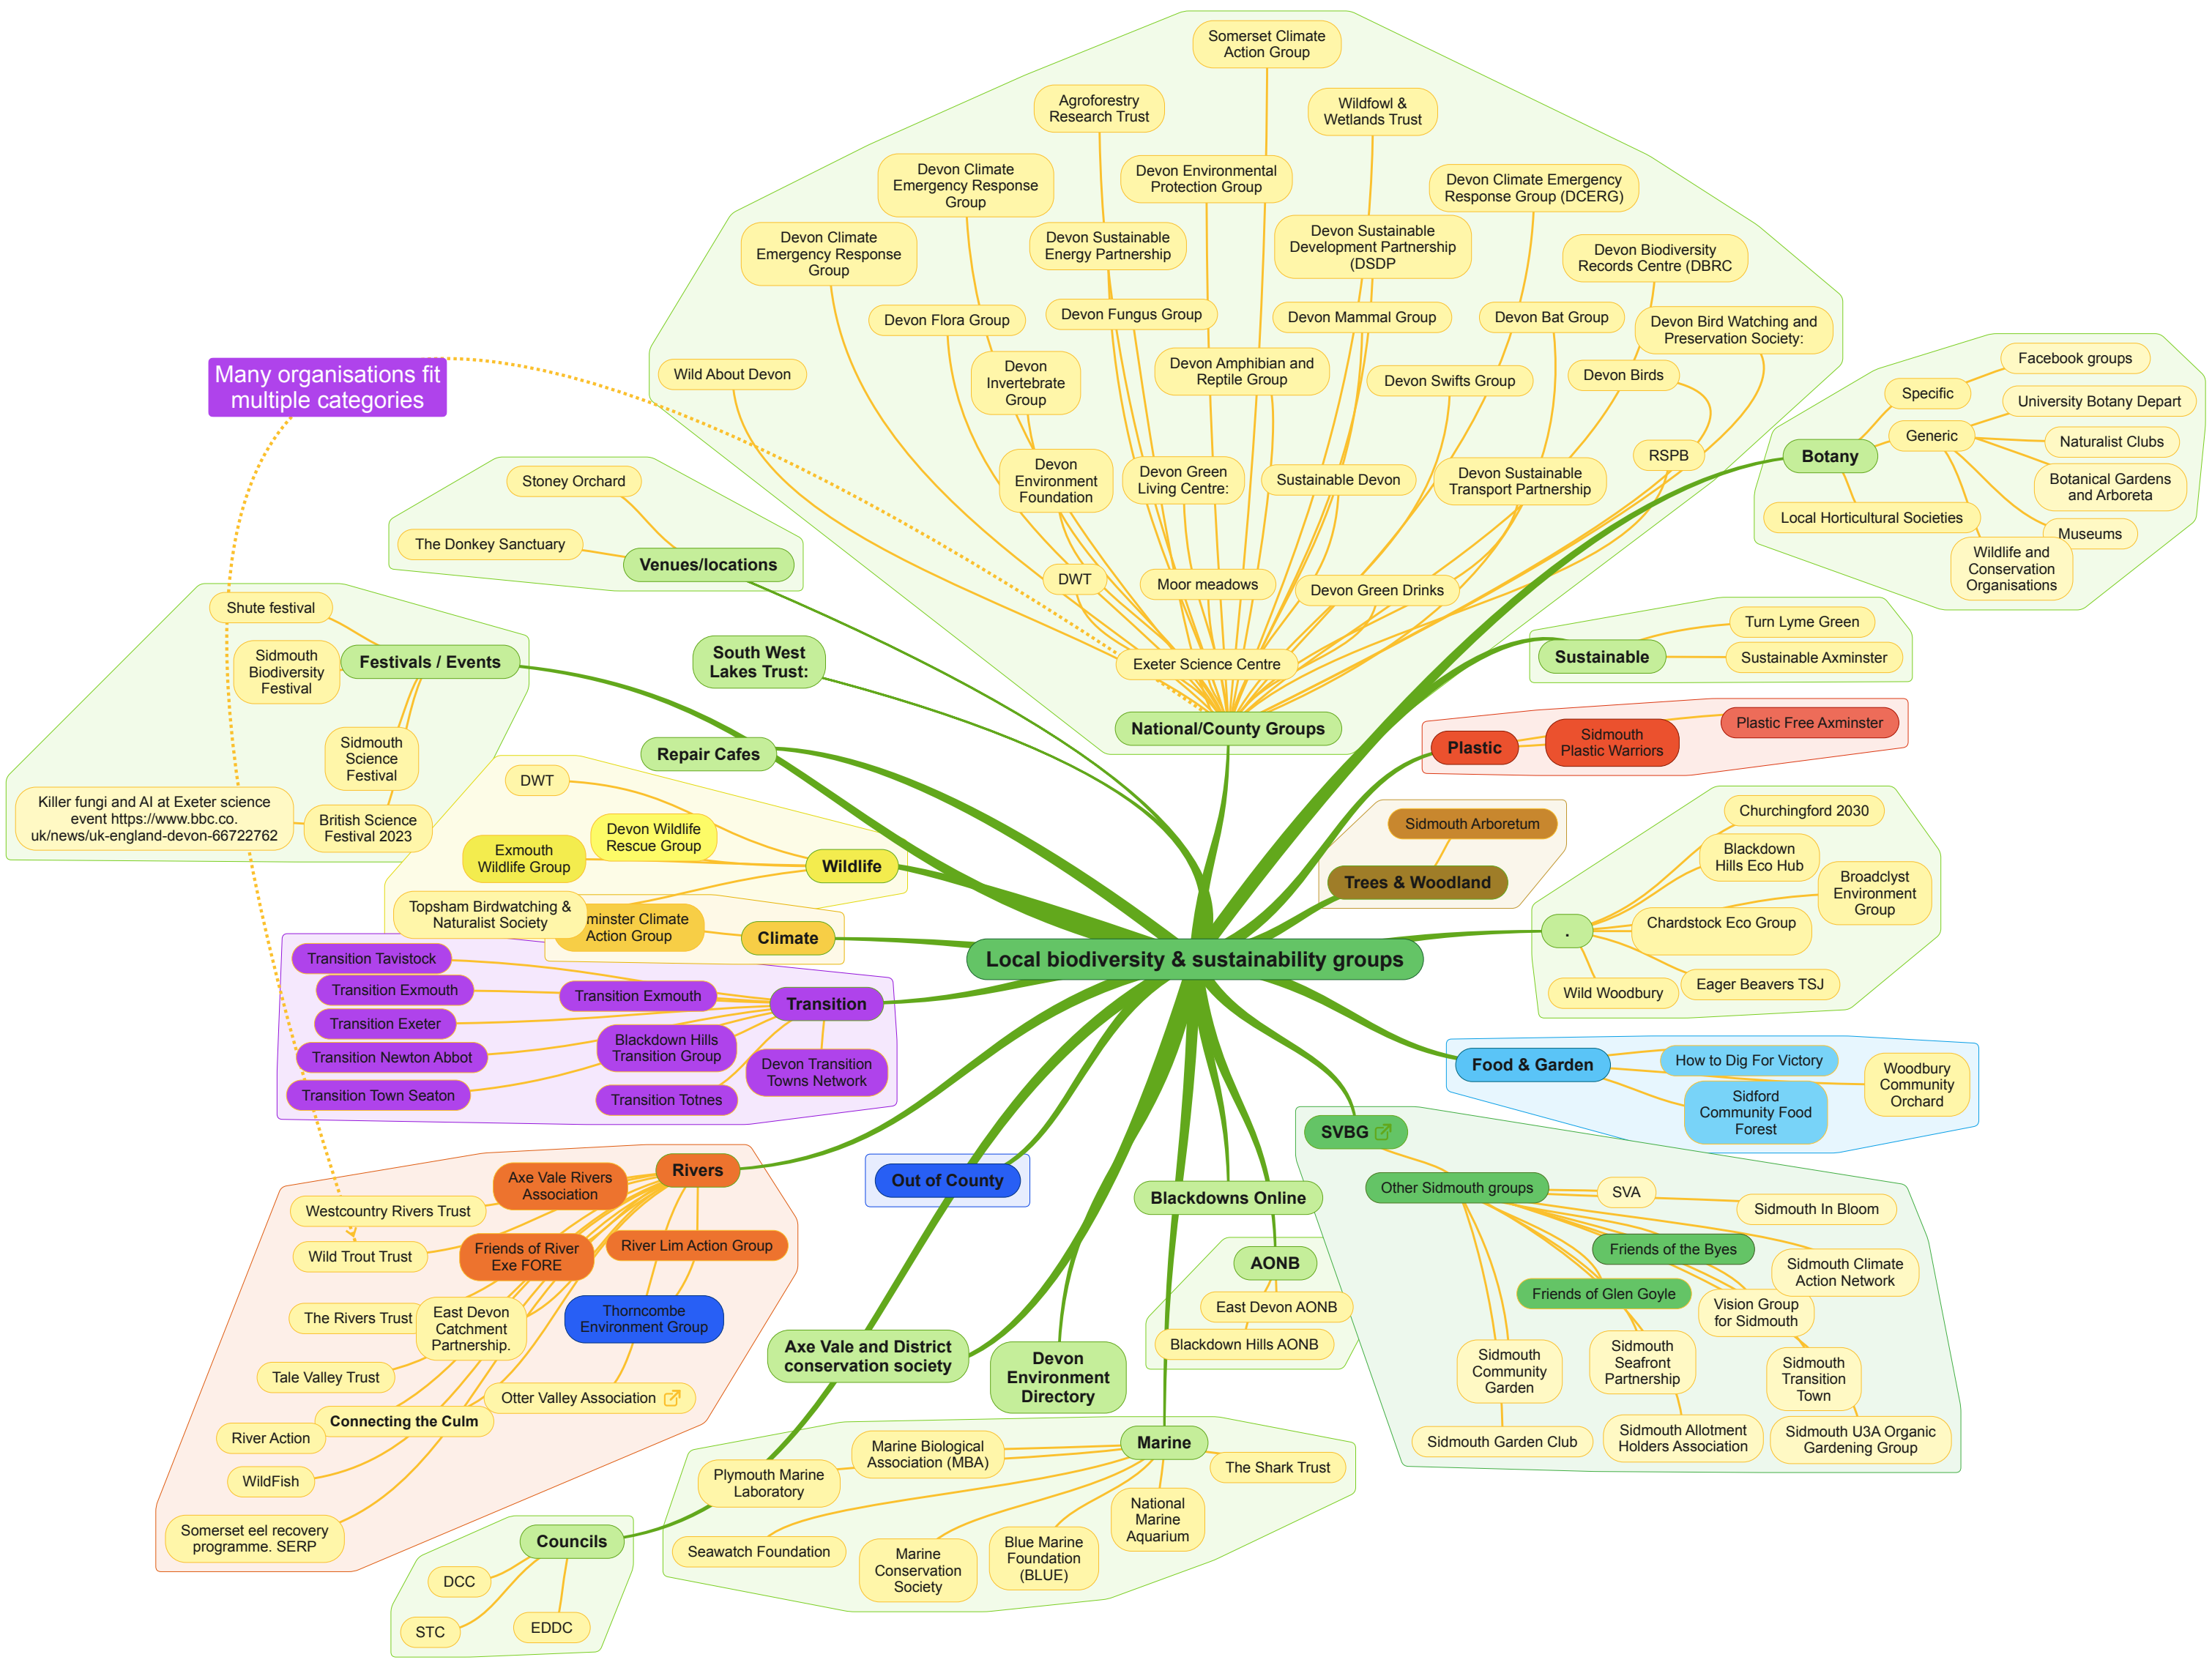 Somerset Climate
Action Group
Agroforestry
Research Trust
Wildfowl &
Wetlands Trust
Devon Climate
Emergency Response
Group
Devon Environmental
Protection Group
Devon Climate Emergency
Response Group (DCERG)
Devon Climate
Emergency Response
Group
Devon Sustainable
Energy Partnership
Devon Sustainable
Development Partnership
(DSDP
Devon Biodiversity
Records Centre (DBRC
Devon Flora Group
Devon Fungus Group
Devon Mammal Group
Devon Bat Group
Devon Bird Watching and
Preservation Society:
Wild About Devon
Devon
Invertebrate
Group
Devon Amphibian and
Reptile Group
Devon Swifts Group
Devon Birds
RSPB
Devon
Environment
Foundation
Devon Green
Living Centre:
Sustainable Devon
Devon Sustainable
Transport Partnership
DWT
Moor meadows
Devon Green Drinks
Exeter Science Centre
National/County Groups
Many organisations fit
multiple categories
Facebook groups
Specific
University Botany Depart
Generic
Naturalist Clubs
Botany
Botanical Gardens
and Arboreta
Local Horticultural Societies
Museums
Wildlife and
Conservation
Organisations
Stoney Orchard
The Donkey Sanctuary
Venues/locations
Shute festival
Sidmouth
Biodiversity
Festival
Festivals / Events
Sidmouth
Science
Festival
Killer fungi and AI at Exeter science
event https://www.bbc.co.
uk/news/uk-england-devon-66722762
British Science
Festival 2023
South West
Lakes Trust:
Repair Cafes
Turn Lyme Green
Sustainable
Sustainable Axminster
Plastic
Sidmouth
Plastic Warriors
Plastic Free Axminster
DWT
Devon Wildlife
Rescue Group
Exmouth
Wildlife Group
Wildlife
Topsham Birdwatching &
Naturalist Society
minster Climate
Action Group
Climate
Sidmouth Arboretum
Trees & Woodland
Churchingford 2030
Blackdown
Hills Eco Hub
Broadclyst
Environment
Group
Chardstock Eco Group
.
Eager Beavers TSJ
Wild Woodbury
Local biodiversity & sustainability groups
Transition Tavistock
Transition Exmouth
Transition Exmouth
Transition
Transition Exeter
Blackdown Hills
Transition Group
Transition Newton Abbot
Devon Transition
Towns Network
Transition Town Seaton
Transition Totnes
Food & Garden
How to Dig For Victory
Woodbury
Community
Orchard
Sidford
Community Food
Forest
Rivers
Axe Vale Rivers
Association
Westcountry Rivers Trust
Wild Trout Trust
Friends of River
Exe FORE
River Lim Action Group
The Rivers Trust
East Devon
Catchment
Partnership.
Thorncombe
Environment Group
Tale Valley Trust
Otter Valley Association
Connecting the Culm
River Action
WildFish
Somerset eel recovery
programme. SERP
Out of County
Blackdowns Online
AONB
East Devon AONB
Blackdown Hills AONB
Axe Vale and District
conservation society
Devon
Environment
Directory
SVBG
Other Sidmouth groups
SVA
Sidmouth In Bloom
Friends of the Byes
Sidmouth Climate
Action Network
Friends of Glen Goyle
Vision Group
for Sidmouth
Sidmouth
Community
Garden
Sidmouth
Seafront
Partnership
Sidmouth
Transition
Town
Sidmouth Garden Club
Sidmouth Allotment
Holders Association
Sidmouth U3A Organic
Gardening Group
Marine
Marine Biological
Association (MBA)
The Shark Trust
Plymouth Marine
Laboratory
National
Marine
Aquarium
Seawatch Foundation
Marine
Conservation
Society
Blue Marine
Foundation
(BLUE)
Councils
DCC
STC
EDDC